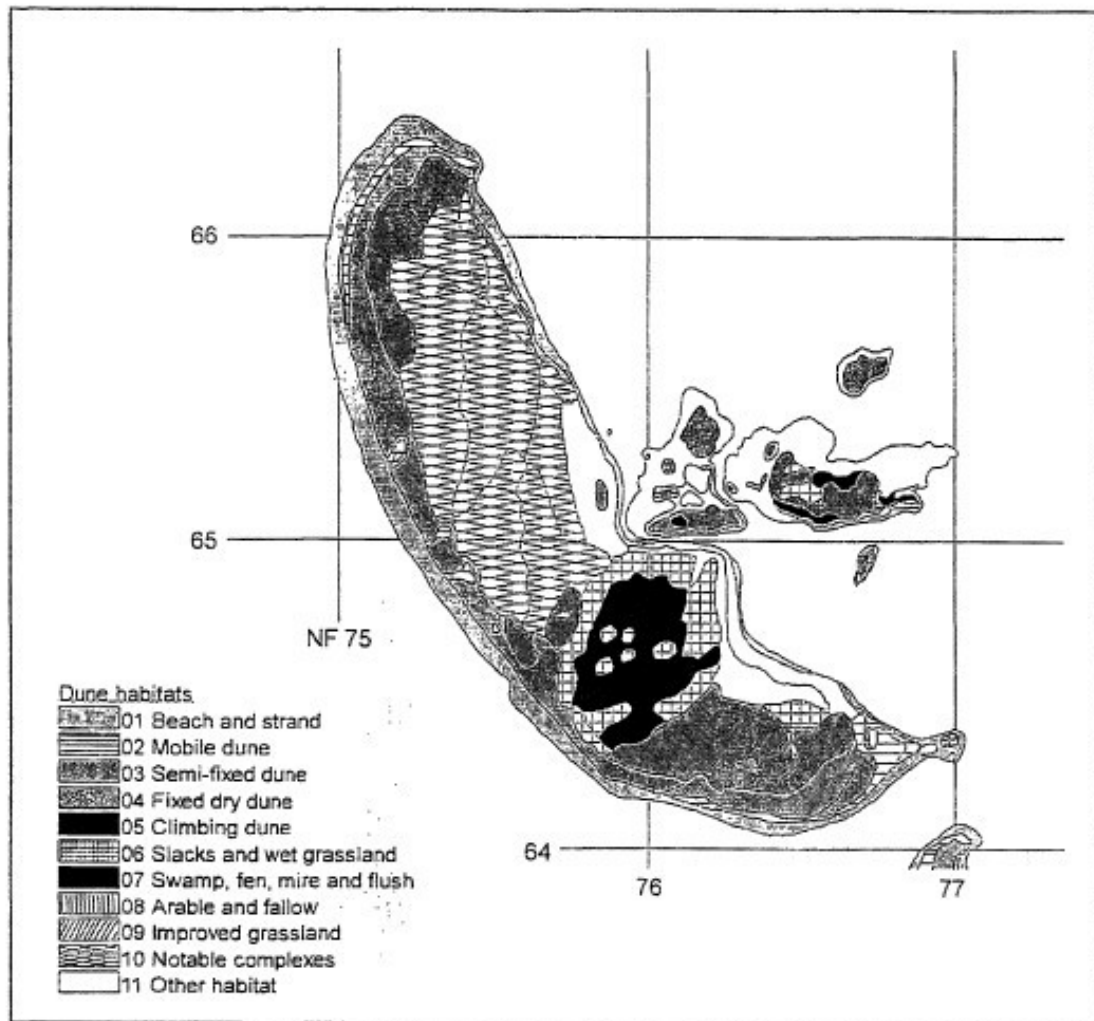 66
65
NF 75
64
76
77
Dune habitats
01 Beach and strand
02 Mobile dune
03 Semi-fixed dune
04 Fixed dry dune
05 Climbing dune
06 Slacks and wet grassland
07 Swamp, fen, mire and flush
08 Arable and fallow
09 Improved grassland
10 Notable complexes
11 Other habitat